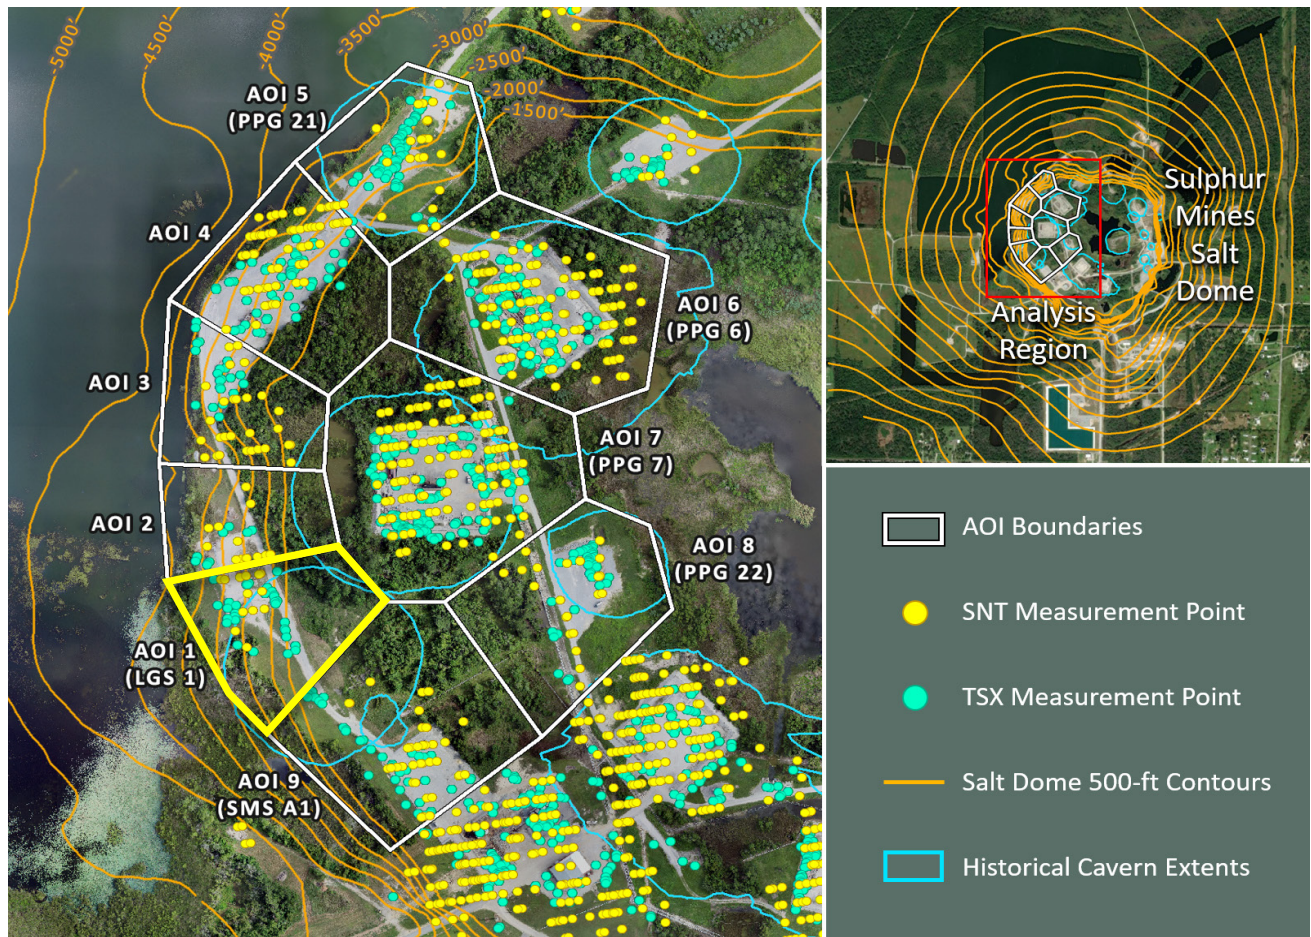 -5000'
-4500'
-4000'
-3500'
-3000'
-2500'
-2000'
-1500'
AOI 5
(PPG 21)
AOI 4
AOI 3
AOI 2
AOI 1
(LGS 1)
AOI 9
(SMS A1)
AOI 6
(PPG 6)
AOI 7
(PPG 7)
AOI 8
(PPG 22)
Sulphur
Mines
Salt
Dome
Analysis
Region
AOI Boundaries
SNT Measurement Point
TSX Measurement Point
Salt Dome 500-ft Contours
Historical Cavern Extents